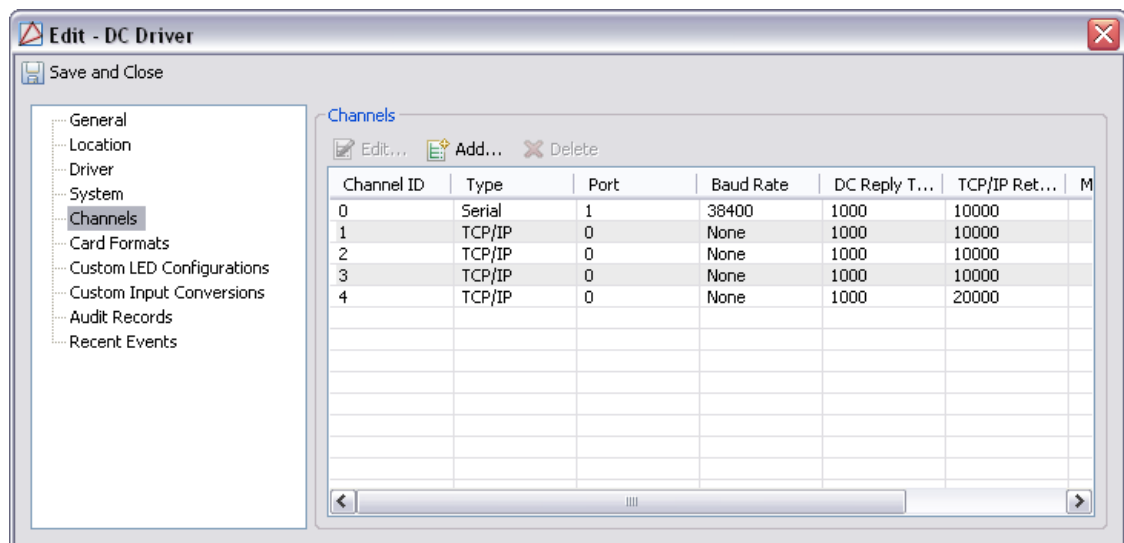 Edit - DC Driver
Save and Close
General
Location
Driver
System
Channels
Card Formats
Custom LED Configurations
Custom Input Conversions
Audit Records
Recent Events
Channels
Edit... Add... Delete
Channel ID Type Port Baud Rate DC Reply T... TCP/IP Ret... M
0 Serial 1 38400 1000 10000
1 TCP/IP 0 None 1000 10000
2 TCP/IP 0 None 1000 10000
3 TCP/IP 0 None 1000 10000
4 TCP/IP 0 None 1000 20000